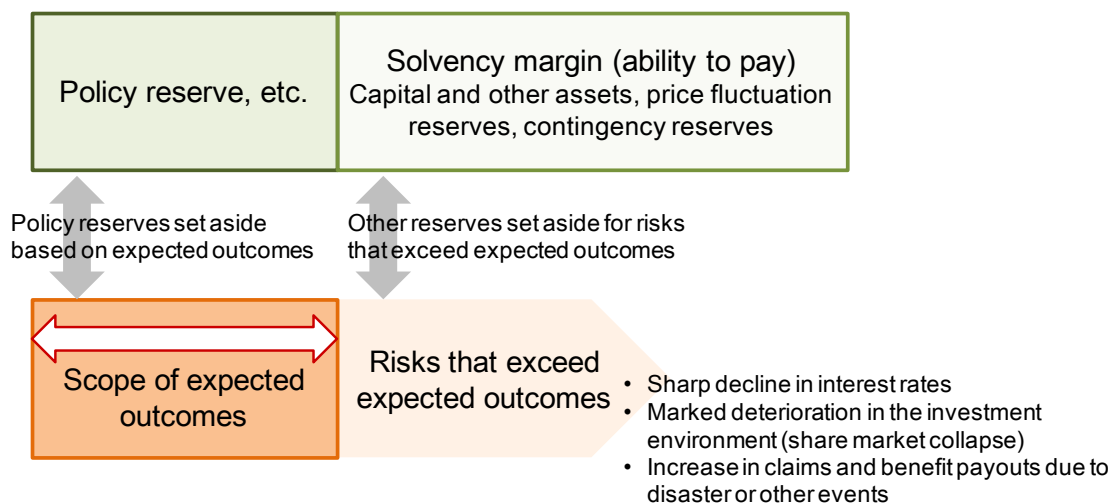 Policy reserve, etc.
Solvency margin (ability to pay)
Capital and other assets, price fluctuation
reserves, contingency reserves
Policy reserves set aside
based on expected outcomes
Other reserves set aside for risks
that exceed expected outcomes
Scope of expected
outcomes
Risks that exceed
expected outcomes
• Sharp decline in interest rates
• Marked deterioration in the investment
environment (share market collapse)
• Increase in claims and benefit payouts due to
disaster or other events